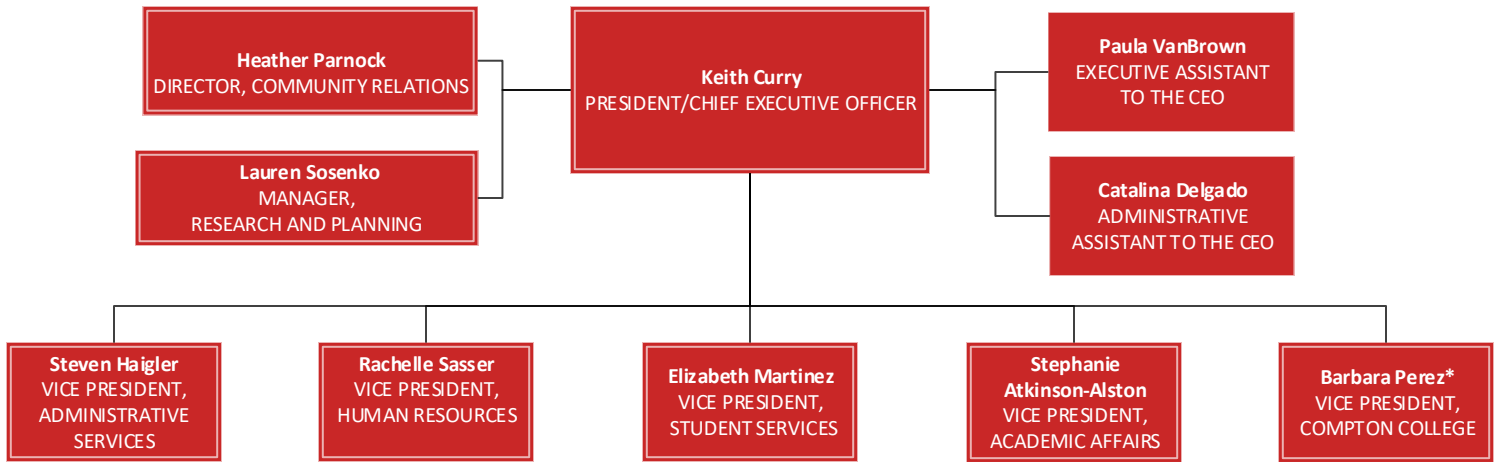 Heather Parnock
DIRECTOR, COMMUNITY RELATIONS
Keith Curry
PRESIDENT/CHIEF EXECUTIVE OFFICER
Paula VanBrown
EXECUTIVE ASSISTANT
TO THE CEO
Lauren Sosenko
MANAGER,
RESEARCH AND PLANNING
Catalina Delgado
ADMINISTRATIVE
ASSISTANT TO THE CEO
Steven Haigler
VICE PRESIDENT,
ADMINISTRATIVE
SERVICES
Rachelle Sasser
VICE PRESIDENT,
HUMAN RESOURCES
Elizabeth Martinez
VICE PRESIDENT,
STUDENT SERVICES
Stephanie
Atkinson-Alston
VICE PRESIDENT,
ACADEMIC AFFAIRS
Barbara Perez*
VICE PRESIDENT,
COMPTON COLLEGE